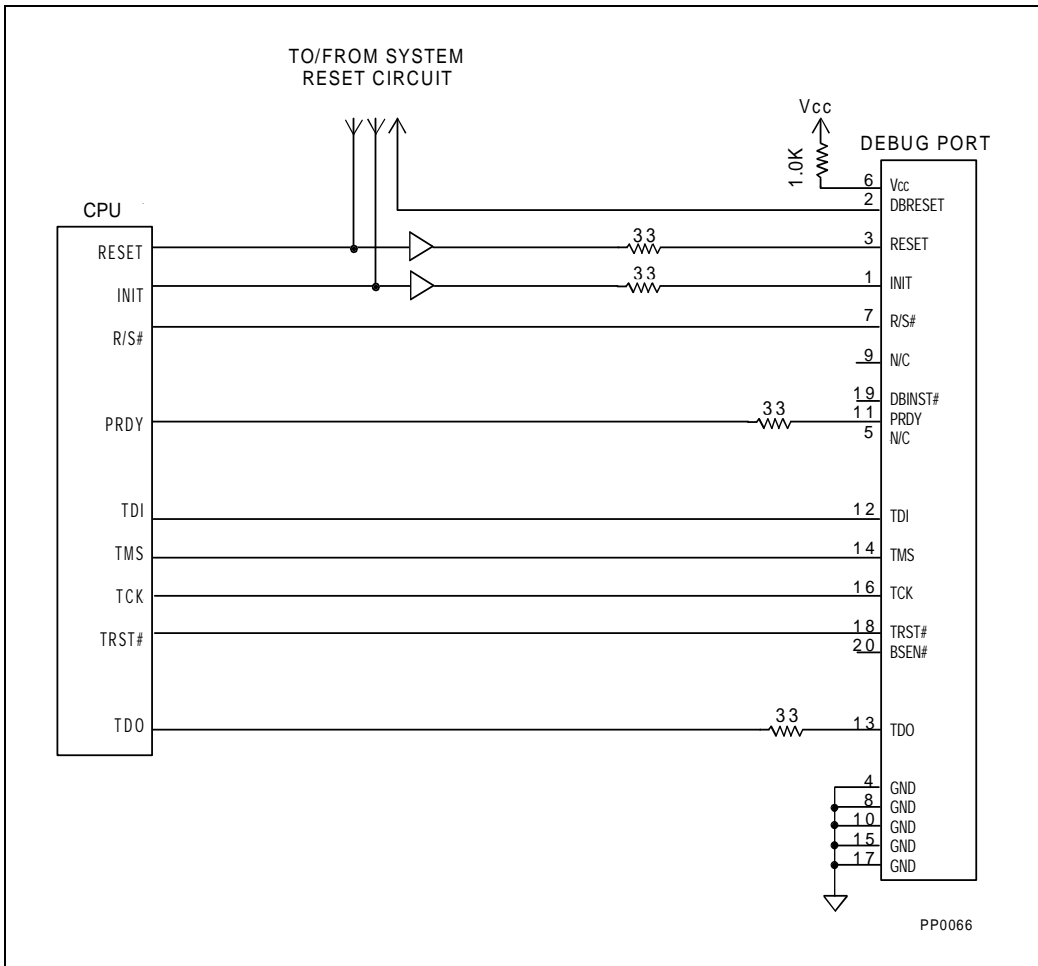 TO/FROM SYSTEM
RESET CIRCUIT
Vcc
1.0K
DEBUG PORT
CPU
6 Vcc
2 DBRESET
RESET 33 3 RESET
INIT 33 1 INIT
R/S# 7 R/S#
9 N/C
19 DBINST#
PRDY 33 11 PRDY
5 N/C
TDI 12 TDI
TMS 14 TMS
TCK 16 TCK
TRST# 18 TRST#
20 BSEN#
TDO 33 13 TDO
4 GND
8 GND
10 GND
15 GND
17 GND
PP0066